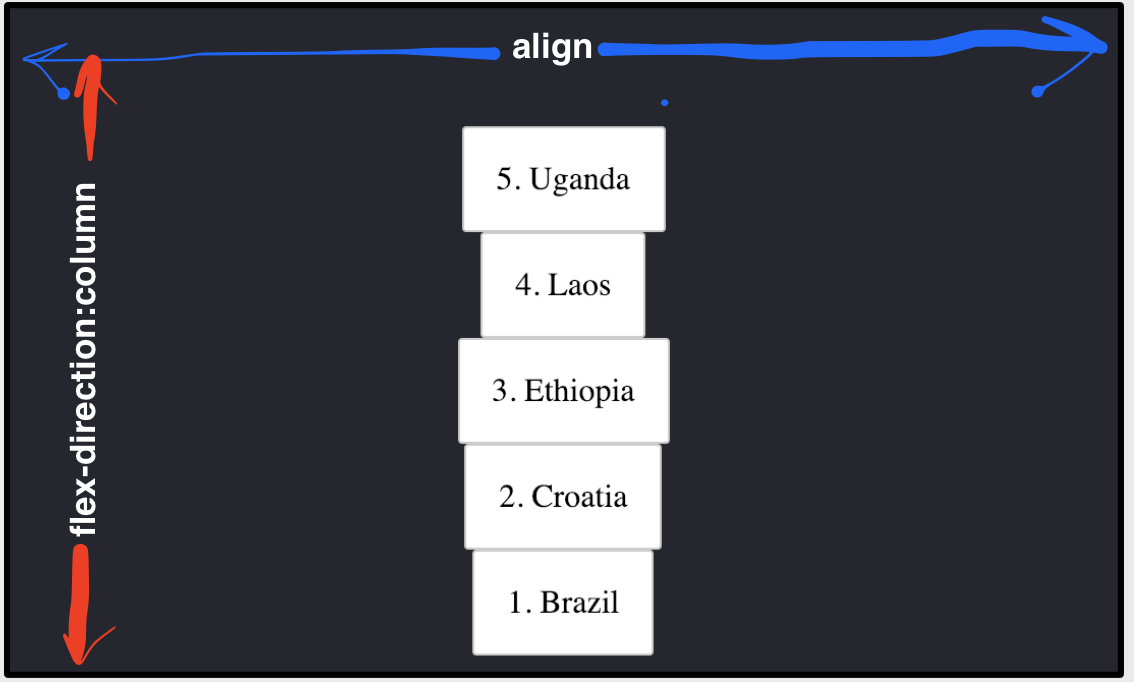 align
flex-direction:column
5. Uganda
4. Laos
3. Ethiopia
2. Croatia
1. Brazil